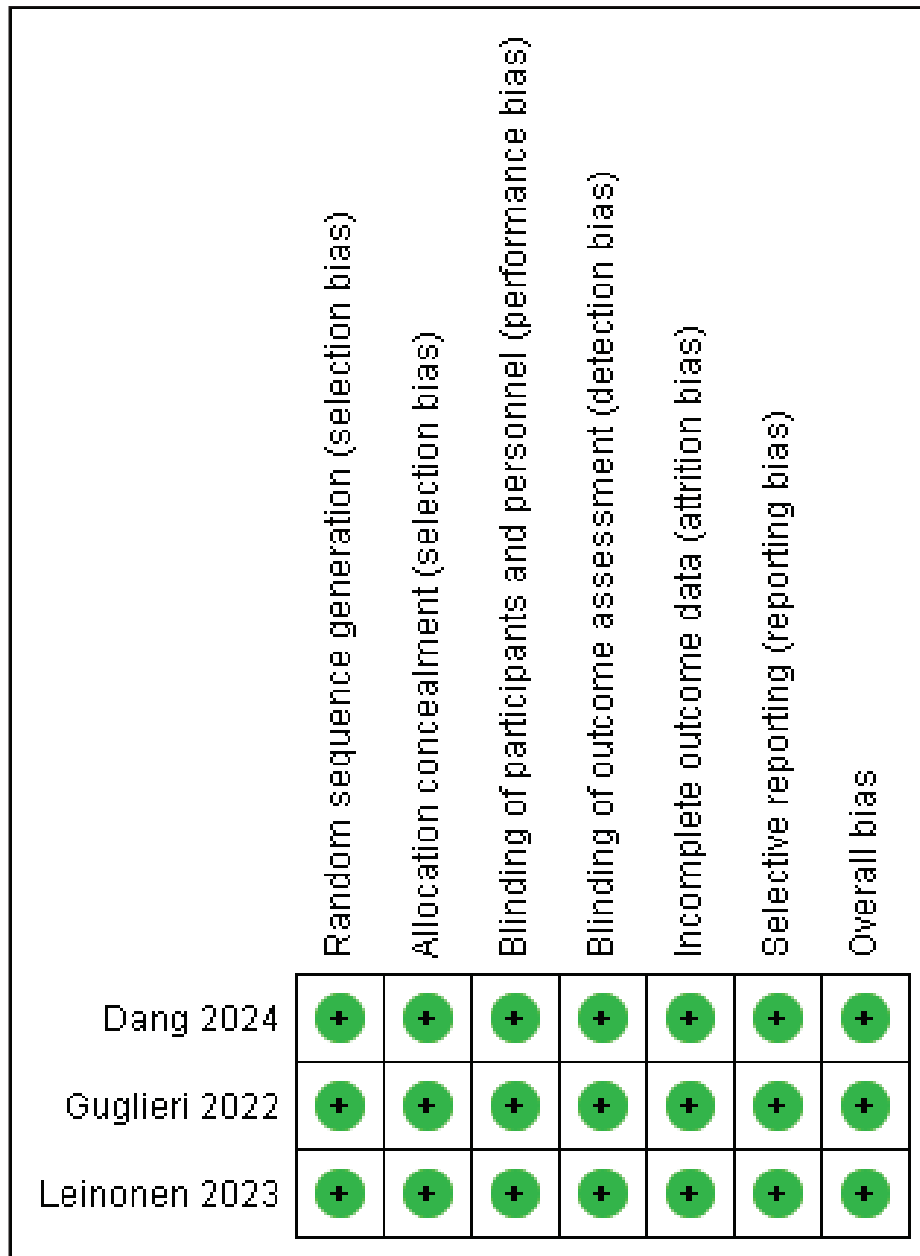 Random sequence generation (selection bias)
Allocation concealment (selection bias)
Blinding of participants and personnel (performance bias)
Blinding of outcome assessment (detection bias)
Incomplete outcome data (attrition bias)
Selective reporting (reporting bias)
Overall bias
Dang 2024 + + + + + + +
Guglieri 2022 + + + + + + +
Leinonen 2023 + + + + + + +